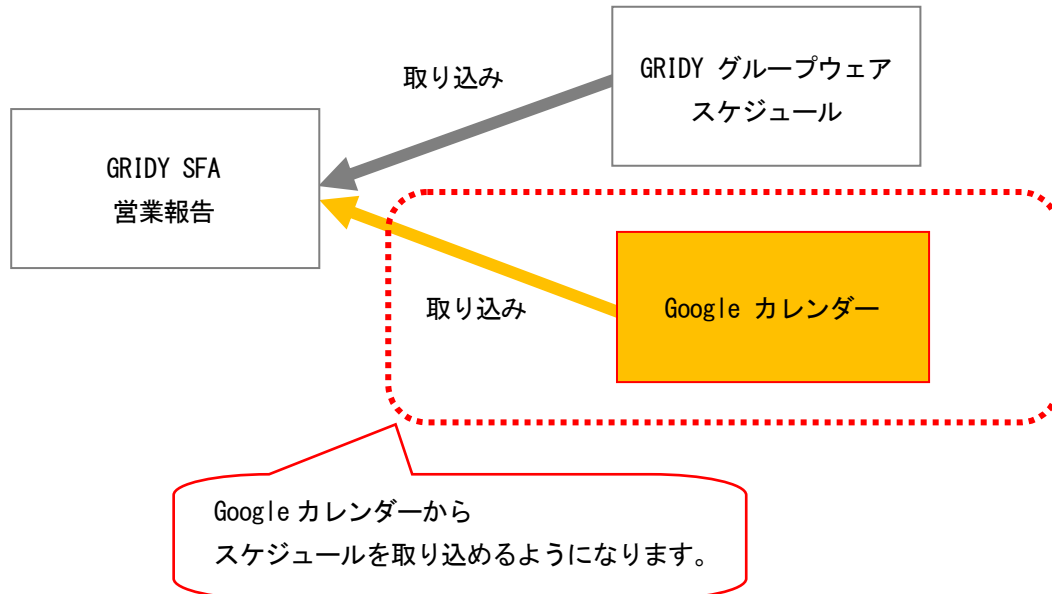 取り込み
GRIDY グループウェア
スケジュール
GRIDY SFA
営業報告
取り込み
Google カレンダー
Google カレンダーから
スケジュールを取り込めるようになります。